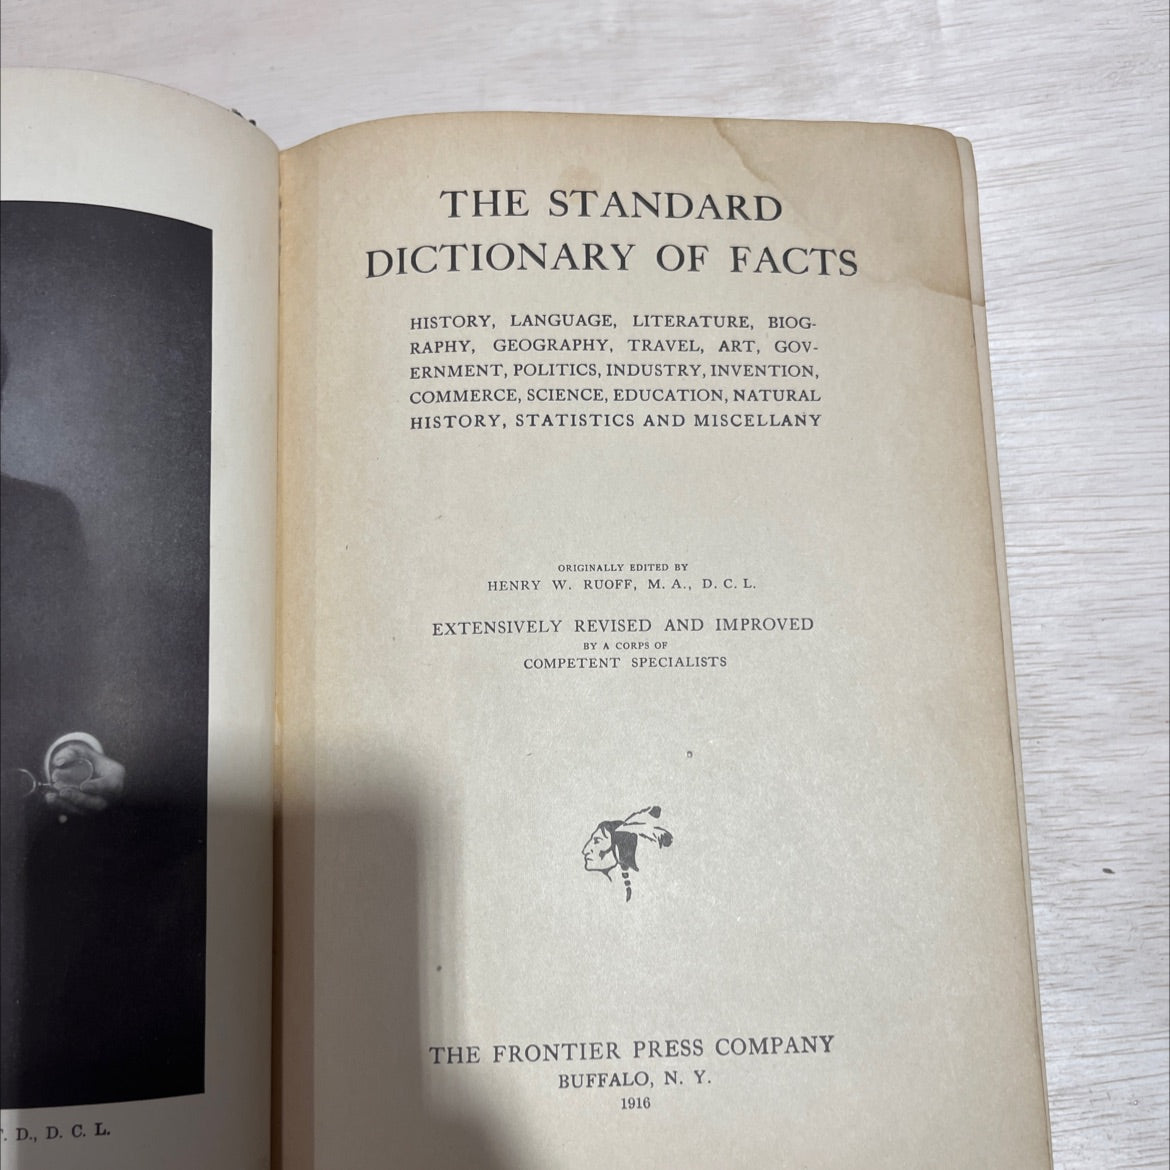 THE STANDARD
DICTIONARY OF FACTS
HISTORY, LANGUAGE, LITERATURE, BIOG-
RAPHY, GEOGRAPHY, TRAVEL, ART, GOV-
ERNMENT, POLITICS, INDUSTRY, INVENTION,
COMMERCE, SCIENCE, EDUCATION, NATURAL
HISTORY, STATISTICS AND MISCELLANY
ORIGINALLY EDITED BY
HENRY W. RUOFF, M. A., D. C. L.
EXTENSIVELY REVISED AND IMPROVED
BY A CORPS OF
COMPETENT SPECIALISTS
THE FRONTIER PRESS COMPANY
BUFFALO, N. Y.
1916
D., D. C. L.